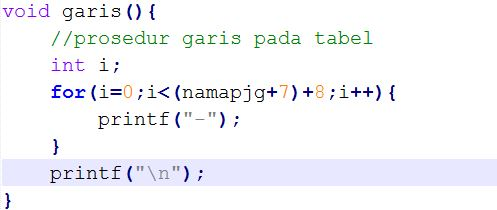 void garis(){
//prosedur garis pada tabel
int i;
for(i=0;i<(namapjg+7)+8;i++){
printf("-");
}
printf("\n");
}